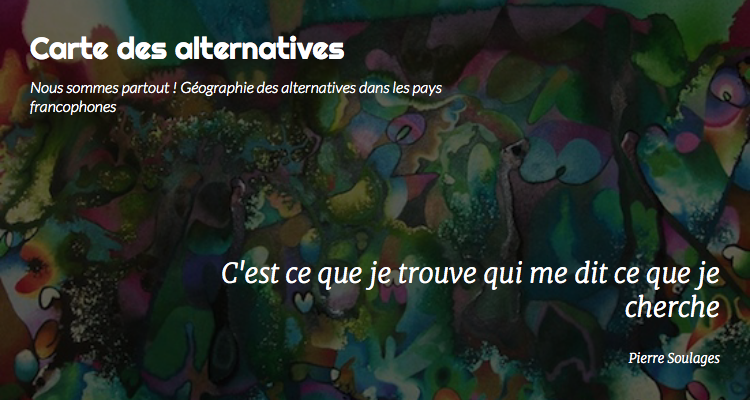 Carte des alternatives
Nous sommes partout ! Géographie des alternatives dans les pays
francophones
C'est ce que je trouve qui me dit ce que je
cherche
Pierre Soulages